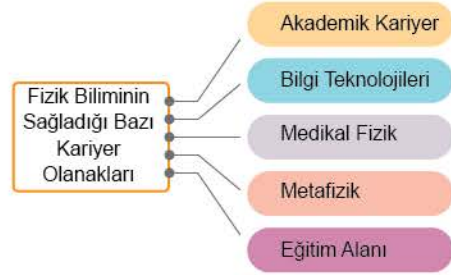 Fizik Biliminin
Sağladığı Bazı
Kariyer
Olanakları
Akademik Kariyer
Bilgi Teknolojileri
Medikal Fizik
Metafizik
Eğitim Alanı